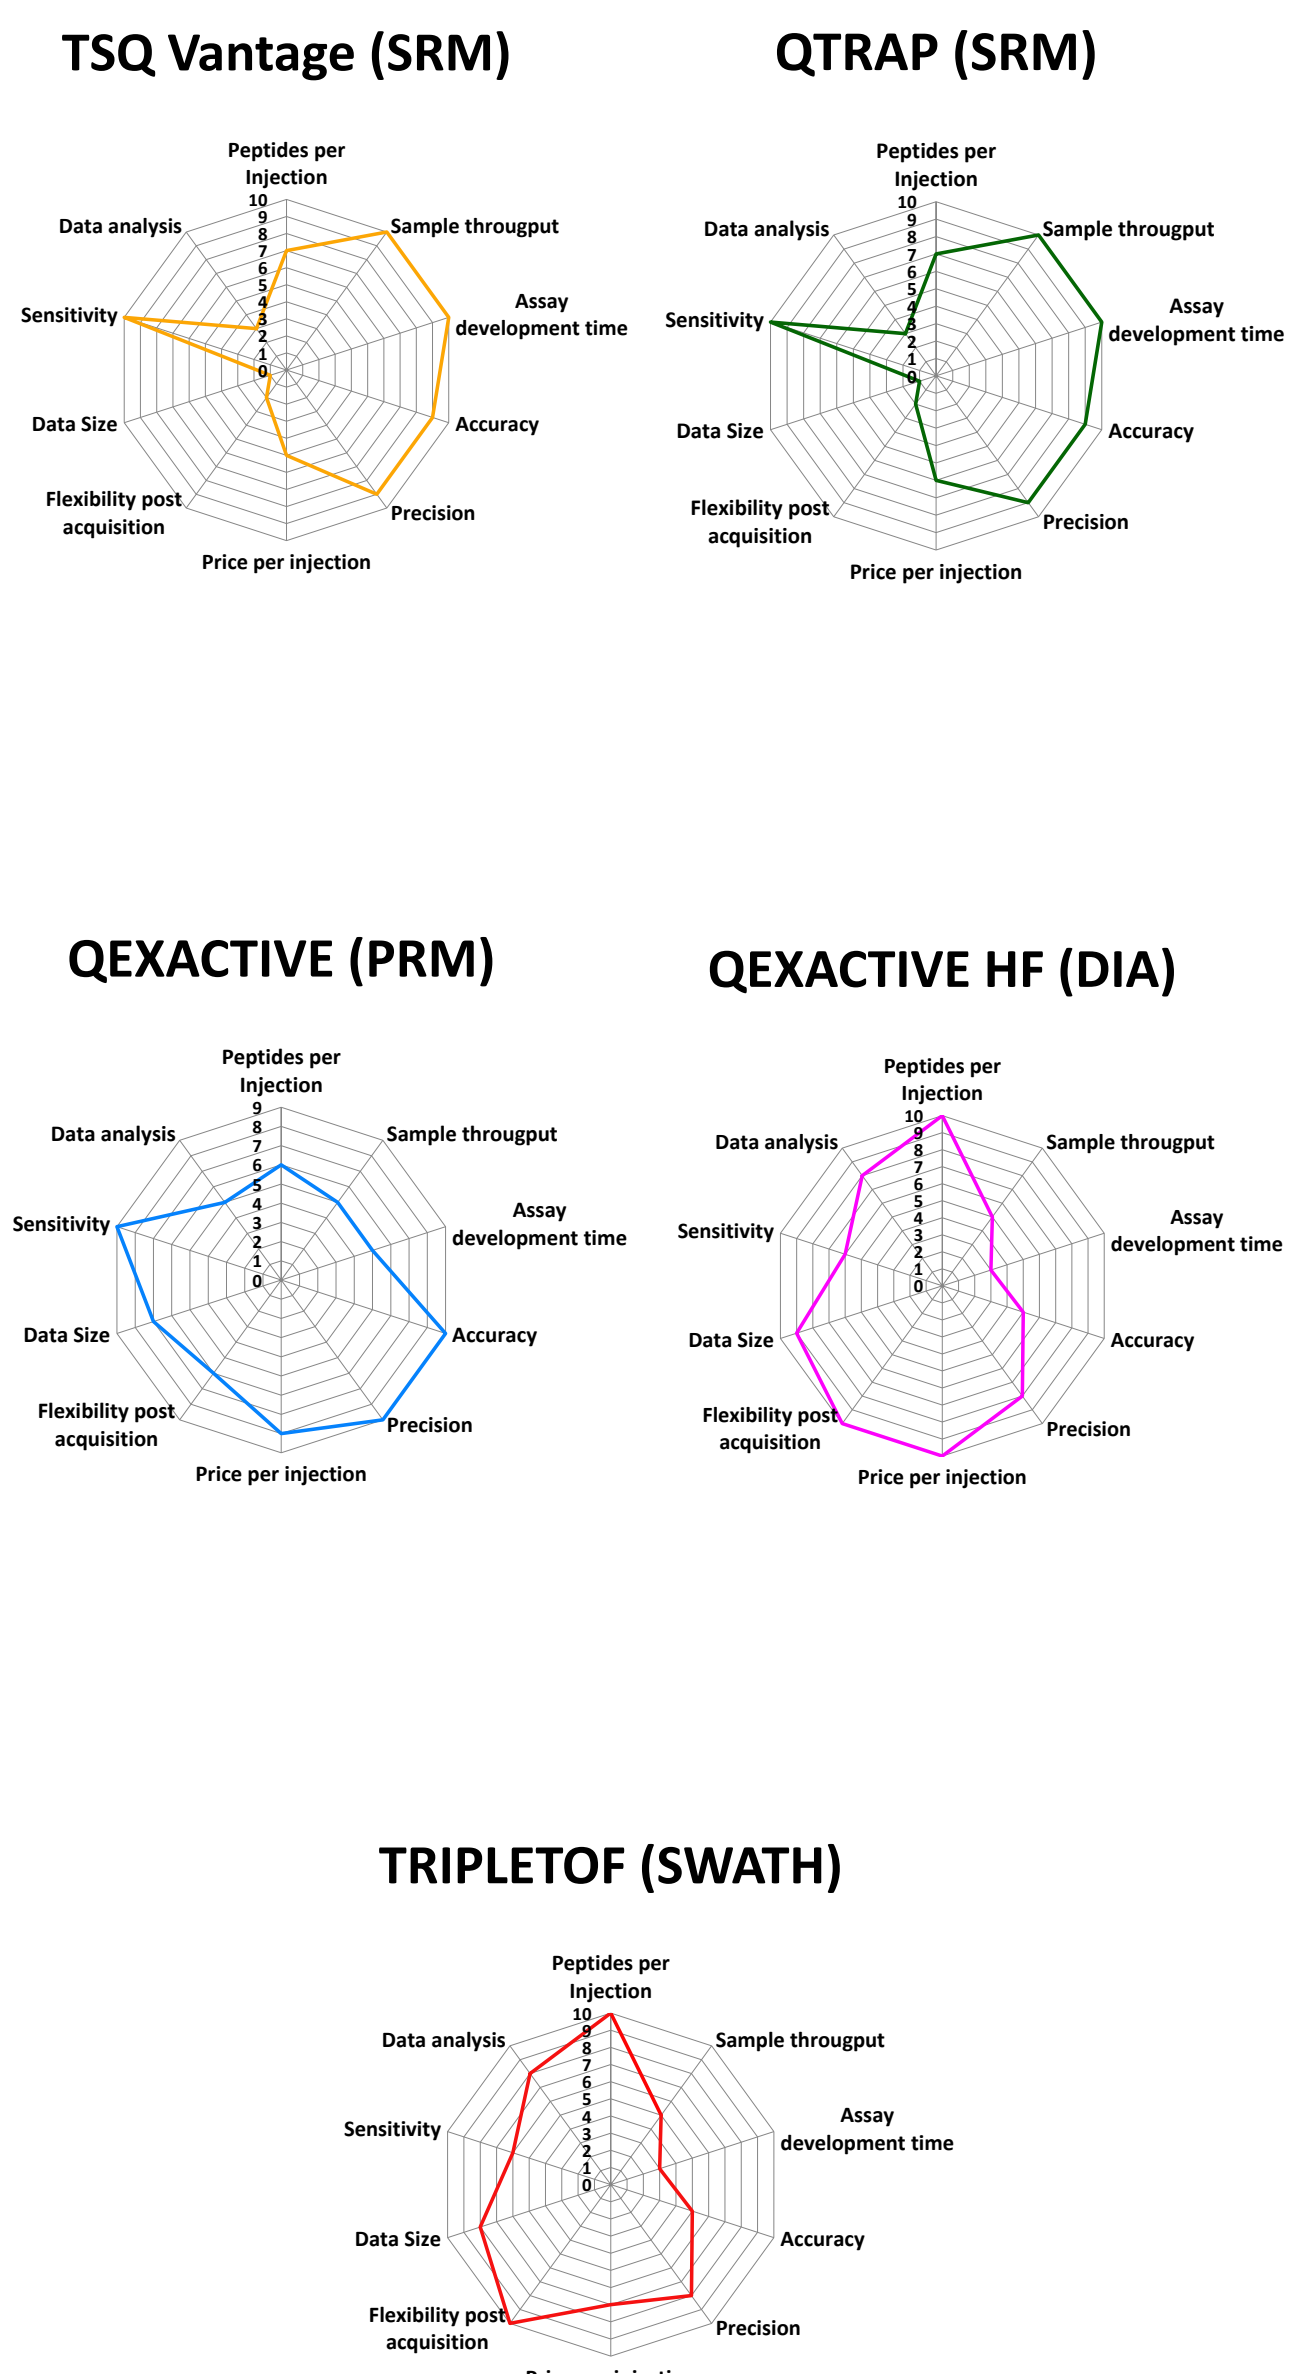 TSQ Vantage (SRM)
Peptides per
Injection
10
9
8
7
6
5
4
3
2
1
0
Sample througput
Assay
development time
Accuracy
Precision
Price per injection
Flexibility post
acquisition
Data Size
Sensitivity
Data analysis
QTRAP (SRM)
Peptides per
Injection
10
9
8
7
6
5
4
3
2
1
0
Sample througput
Assay
development time
Accuracy
Precision
Price per injection
Flexibility post
acquisition
Data Size
Sensitivity
Data analysis
QEXACTIVE (PRM)
Peptides per
Injection
9
8
7
6
5
4
3
2
1
0
Sample througput
Assay
development time
Accuracy
Precision
Price per injection
Flexibility post
acquisition
Data Size
Sensitivity
Data analysis
QEXACTIVE HF (DIA)
Peptides per
Injection
10
9
8
7
6
5
4
3
2
1
0
Sample througput
Assay
development time
Accuracy
Precision
Price per injection
Flexibility post
acquisition
Data Size
Sensitivity
Data analysis
TRIPLETOF (SWATH)
Peptides per
Injection
10
9
8
7
6
5
4
3
2
1
0
Sample througput
Assay
development time
Accuracy
Precision
Flexibility post
acquisition
Data Size
Sensitivity
Data analysis